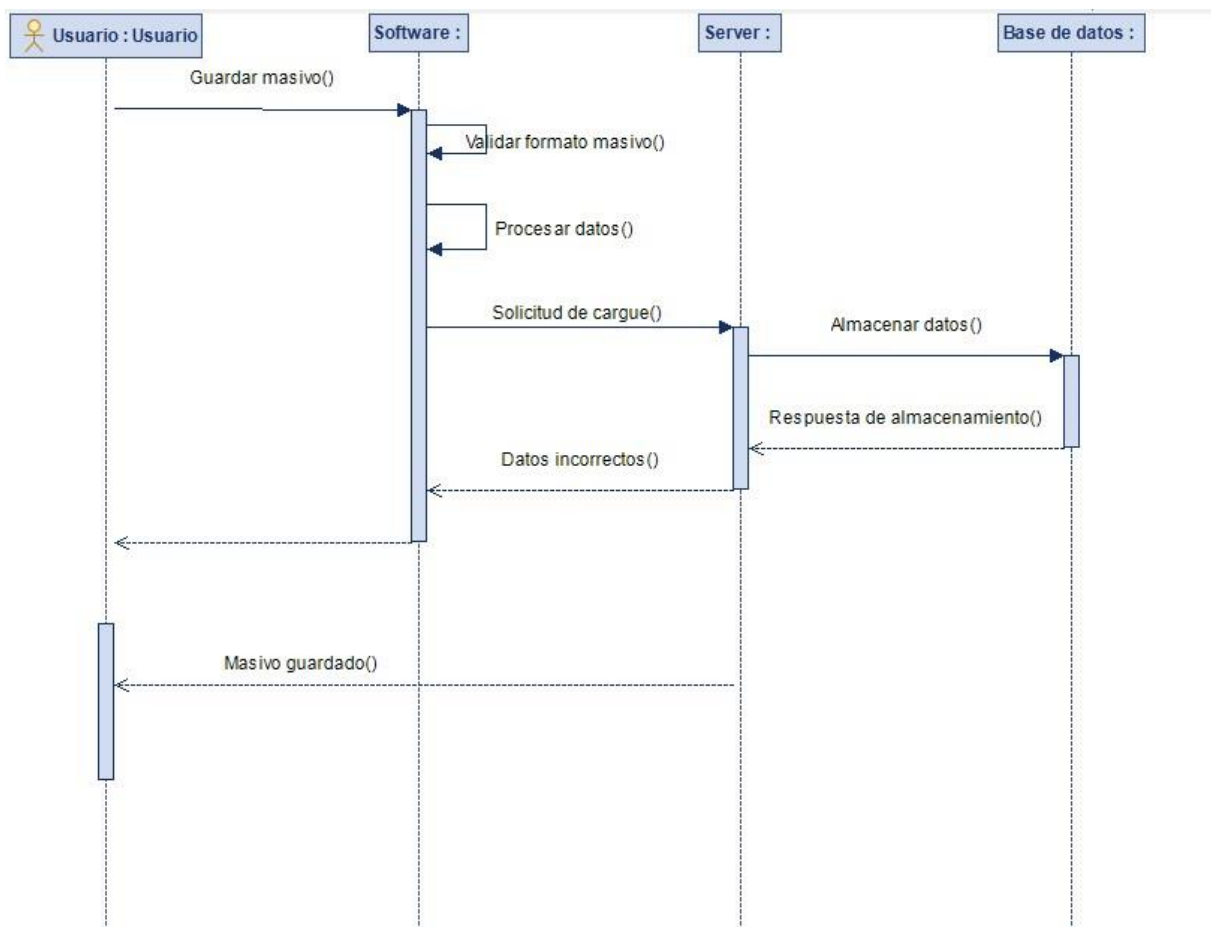 Usuario : Usuario
Software :
Server :
Base de datos :
Guardar masivo()
Validar formato masivo()
Procesar datos()
Solicitud de cargue()
Almacenar datos()
Respuesta de almacenamiento()
Datos incorrectos()
Masivo guardado()